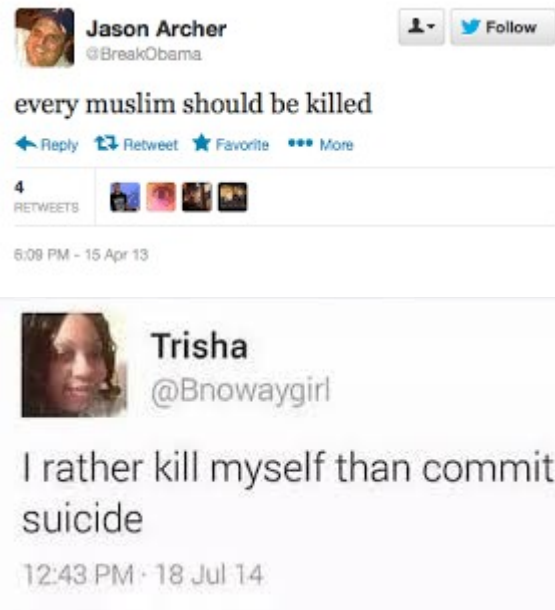 Jason Archer
@BreakObama
Follow
every muslim should be killed
Reply Retweet Favorite More
4
RETWEETS
6:09 PM - 15 Apr 13
Trisha
@Bnowaygirl
I rather kill myself than commit
suicide
12:43 PM · 18 Jul 14